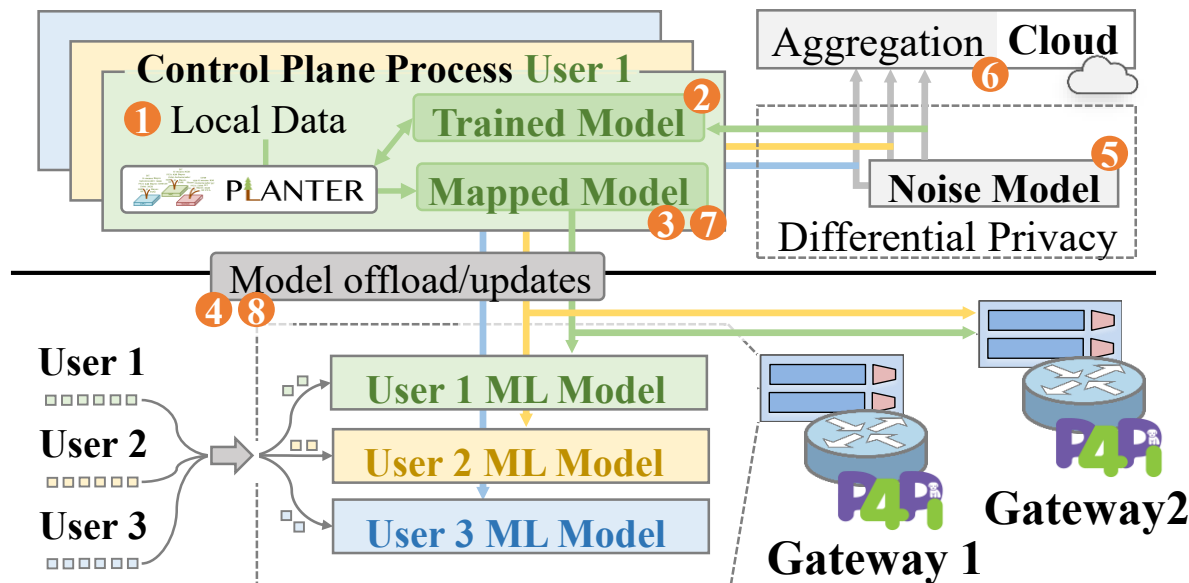 Control Plane Process User 1
1 Local Data
Trained Model 2
PLANTER
Mapped Model
3 7
Aggregation Cloud
6
5
Noise Model
Differential Privacy
Model offload/updates
4 8
User 1
User 2
User 3
User 1 ML Model
User 2 ML Model
User 3 ML Model
P4Pi
Gateway 1
P4Pi
Gateway2